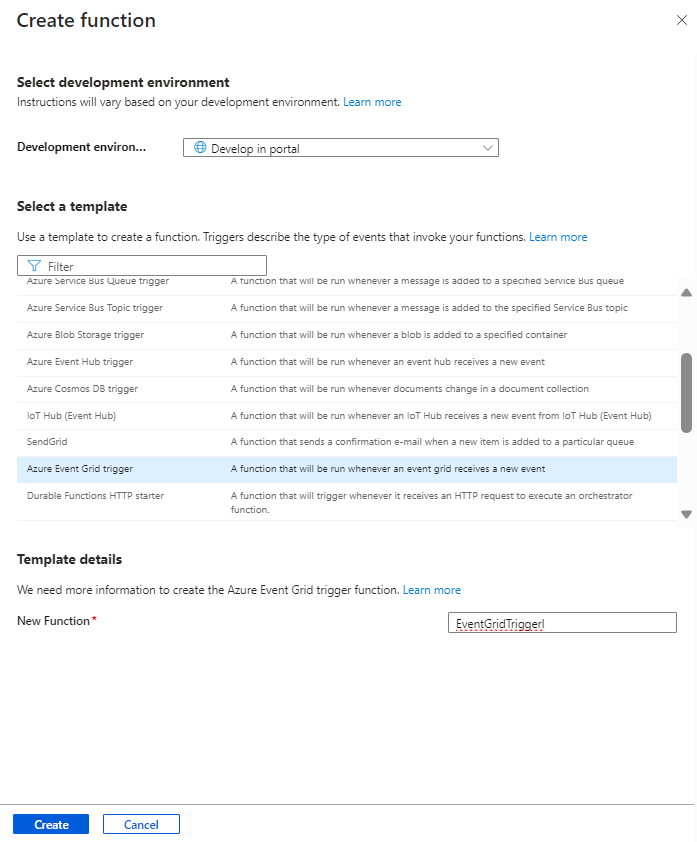 Create function
Select development environment
Instructions will vary based on your development environment. Learn more
Development environ... Develop in portal
Select a template
Use a template to create a function. Triggers describe the type of events that invoke your functions. Learn more
Filter
Azure Service Bus Queue trigger A function that will be run whenever a message is added to a specified Service Bus queue
Azure Service Bus Topic trigger A function that will be run whenever a message is added to the specified Service Bus topic
Azure Blob Storage trigger A function that will be run whenever a blob is added to a specified container
Azure Event Hub trigger A function that will be run whenever an event hub receives a new event
Azure Cosmos DB trigger A function that will be run whenever documents change in a document collection
IoT Hub (Event Hub) A function that will be run whenever an IoT Hub receives a new event from IoT Hub (Event Hub)
SendGrid A function that sends a confirmation e-mail when a new item is added to a particular queue
Azure Event Grid trigger A function that will be run whenever an event grid receives a new event
Durable Functions HTTP starter A function that will trigger whenever it receives an HTTP request to execute an orchestrator
function.
Template details
We need more information to create the Azure Event Grid trigger function. Learn more
New Function * EventGridTriggerl
Create Cancel